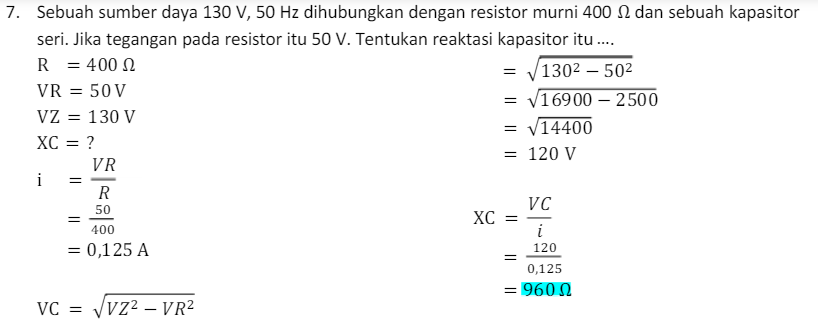 7. Sebuah sumber daya 130 V, 50 Hz dihubungkan dengan resistor murni 400 Ω dan sebuah kapasitor
seri. Jika tegangan pada resistor itu 50 V. Tentukan reaktasi kapasitor itu ....
R = 400 Ω
VR = 50 V
VZ = 130 V
XC = ?
i = VR/R
= 50/400
= 0,125 A
VC = √(VZ² − VR²)
= √(130² − 50²)
= √(16900 − 2500)
= √14400
= 120 V
XC = VC/i
= 120/0,125
= 960 Ω